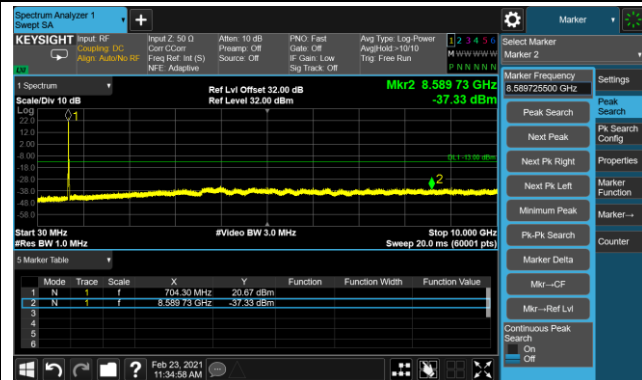 Spectrum Analyzer 1
Swept SA
Marker
KEYSIGHT
Input: RF
Coupling: DC
Align: Auto/No RF
Input Z: 50 Ω
Corr CCorr
Freq Ref: Int (S)
NFE: Adaptive
Atten: 10 dB
Preamp: Off
Source: Off
PNO: Fast
Gate: Off
IF Gain: Low
Sig Track: Off
Avg Type: Log-Power
Avg|Hold:>10/10
Trig: Free Run
1 2 3 4 5 6
M W W W W W
P N N N N N
Select Marker
Marker 2
1 Spectrum
Scale/Div 10 dB
Ref Lvl Offset 32.00 dB
Ref Level 32.00 dBm
Mkr2 8.589 73 GHz
-37.33 dBm
Log
22.0
12.0
2.00
-8.00
-18.0
-28.0
-38.0
-48.0
-58.0
1
DL1 -13.00 dBm
2
Start 30 MHz
#Res BW 1.0 MHz
#Video BW 3.0 MHz
Stop 10.000 GHz
Sweep 20.0 ms (60001 pts)
5 Marker Table
Mode Trace Scale X Y Function Function Width Function Value
1 N 1 f 704.30 MHz 20.67 dBm
2 N 1 f 8.589 73 GHz -37.33 dBm
3
4
5
6
Marker Frequency
8.589725500 GHz
Peak Search
Next Peak
Next Pk Right
Next Pk Left
Minimum Peak
Pk-Pk Search
Marker Delta
Mkr→CF
Mkr→Ref Lvl
Continuous Peak
Search
On
Off
Settings
Peak
Search
Pk Search
Config
Properties
Marker
Function
Marker→
Counter
?
Feb 23, 2021
11:34:58 AM